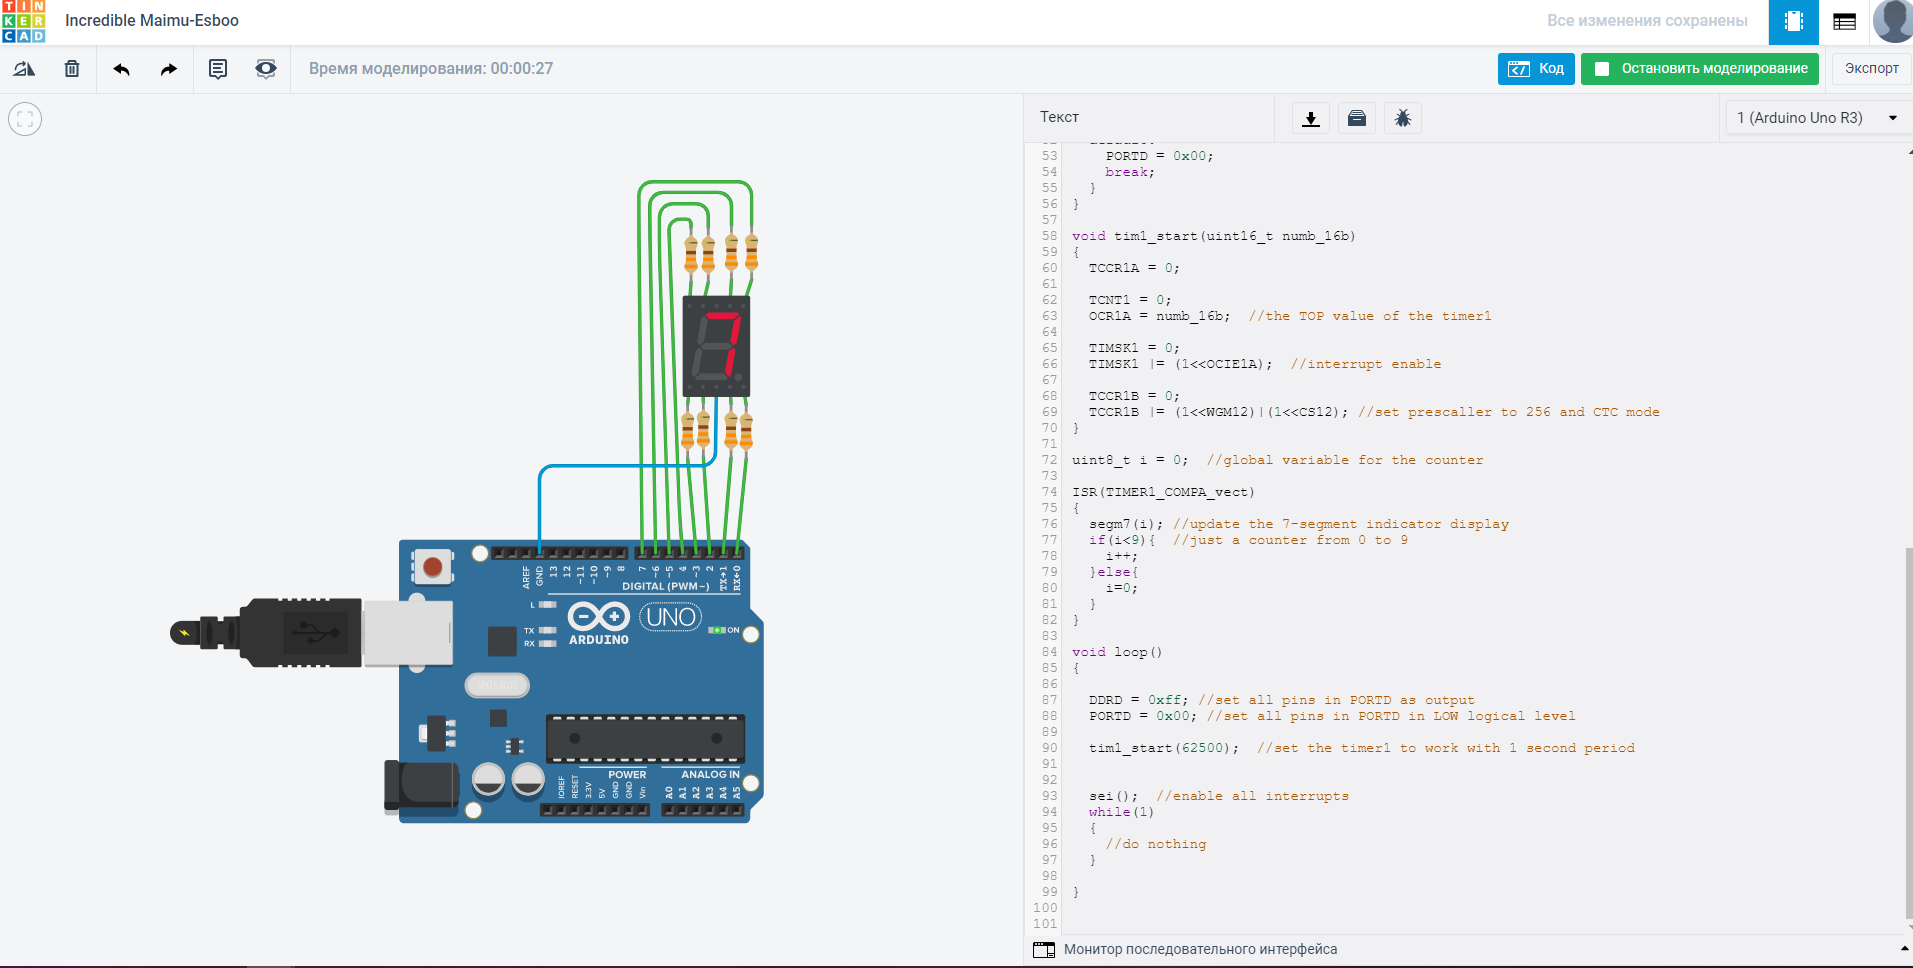 TINKERCAD
Incredible Maimu-Esboo
Все изменения сохранены
Время моделирования: 00:00:27
Код
Остановить моделирование
Экспорт
Текст
1 (Arduino Uno R3)
53 PORTD = 0x00;
54 break;
55 }
56 }
57
58 void tim1_start(uint16_t numb_16b)
59 {
60 TCCR1A = 0;
61
62 TCNT1 = 0;
63 OCR1A = numb_16b; //the TOP value of the timer1
64
65 TIMSK1 = 0;
66 TIMSK1 |= (1<<OCIE1A); //interrupt enable
67
68 TCCR1B = 0;
69 TCCR1B |= (1<<WGM12)|(1<<CS12); //set prescaller to 256 and CTC mode
70 }
71
72 uint8_t i = 0; //global variable for the counter
73
74 ISR(TIMER1_COMPA_vect)
75 {
76 segm7(i); //update the 7-segment indicator display
77 if(i<9){ //just a counter from 0 to 9
78 i++;
79 }else{
80 i=0;
81 }
82 }
83
84 void loop()
85 {
86
87 DDRD = 0xff; //set all pins in PORTD as output
88 PORTD = 0x00; //set all pins in PORTD in LOW logical level
89
90 tim1_start(62500); //set the timer1 to work with 1 second period
91
92
93 sei(); //enable all interrupts
94 while(1)
95 {
96 //do nothing
97 }
98
99 }
100
101
Монитор последовательного интерфейса
7
AREF GND 13 12 ~11 ~10 ~9 8 7 ~6 ~5 4 ~3 2 TX→1 RX←0
DIGITAL (PWM~)
L
TX
RX
ARDUINO
UNO
ON
POWER
ANALOG IN
IOREF RESET 3.3V 5V GND GND Vin A0 A1 A2 A3 A4 A5